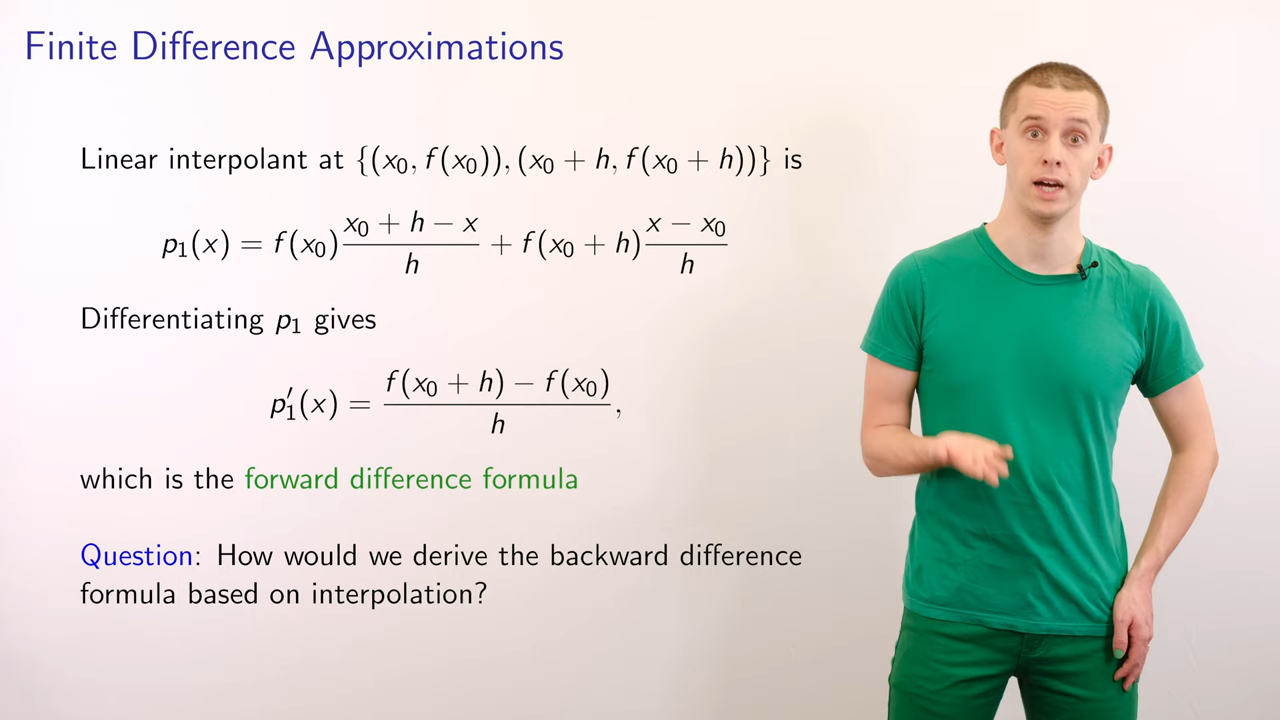 Finite Difference Approximations
Linear interpolant at {(x₀, f(x₀)), (x₀ + h, f(x₀ + h))} is
p₁(x) = f(x₀) (x₀ + h − x)/h + f(x₀ + h) (x − x₀)/h
Differentiating p₁ gives
p₁′(x) = (f(x₀ + h) − f(x₀))/h,
which is the forward difference formula
Question: How would we derive the backward difference
formula based on interpolation?